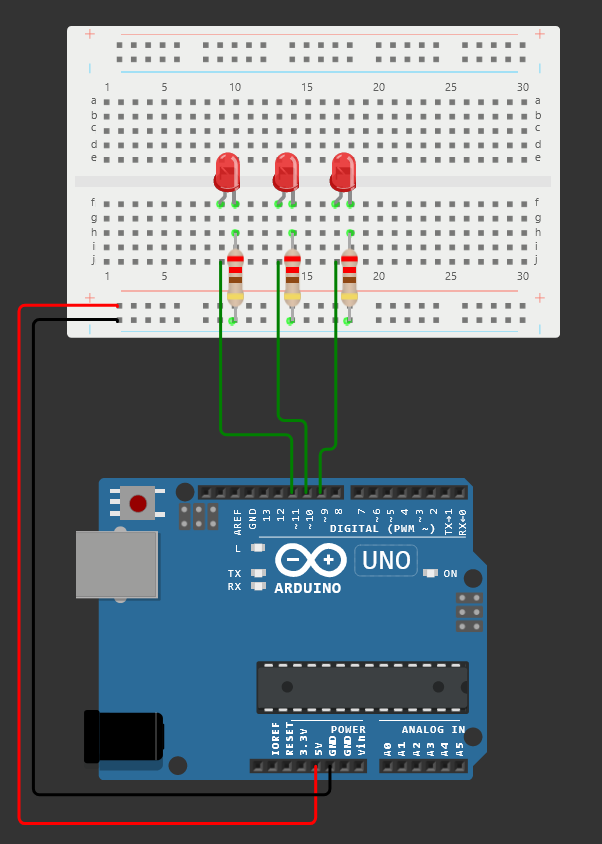 + +
1 5 10 15 20 25 30
a a
b b
c c
d d
e e
f f
g g
h h
i i
j j
1 5 15 20 25 30
+ +
AREF
GND
13
12
~11
~10
~9
8
7
~6
~5
4
~3
2
TX→1
RX←0
DIGITAL (PWM ~)
L
TX
RX
UNO
ON
ARDUINO
POWER
ANALOG IN
IOREF
RESET
3.3V
5V
GND
GND
Vin
A0
A1
A2
A3
A4
A5